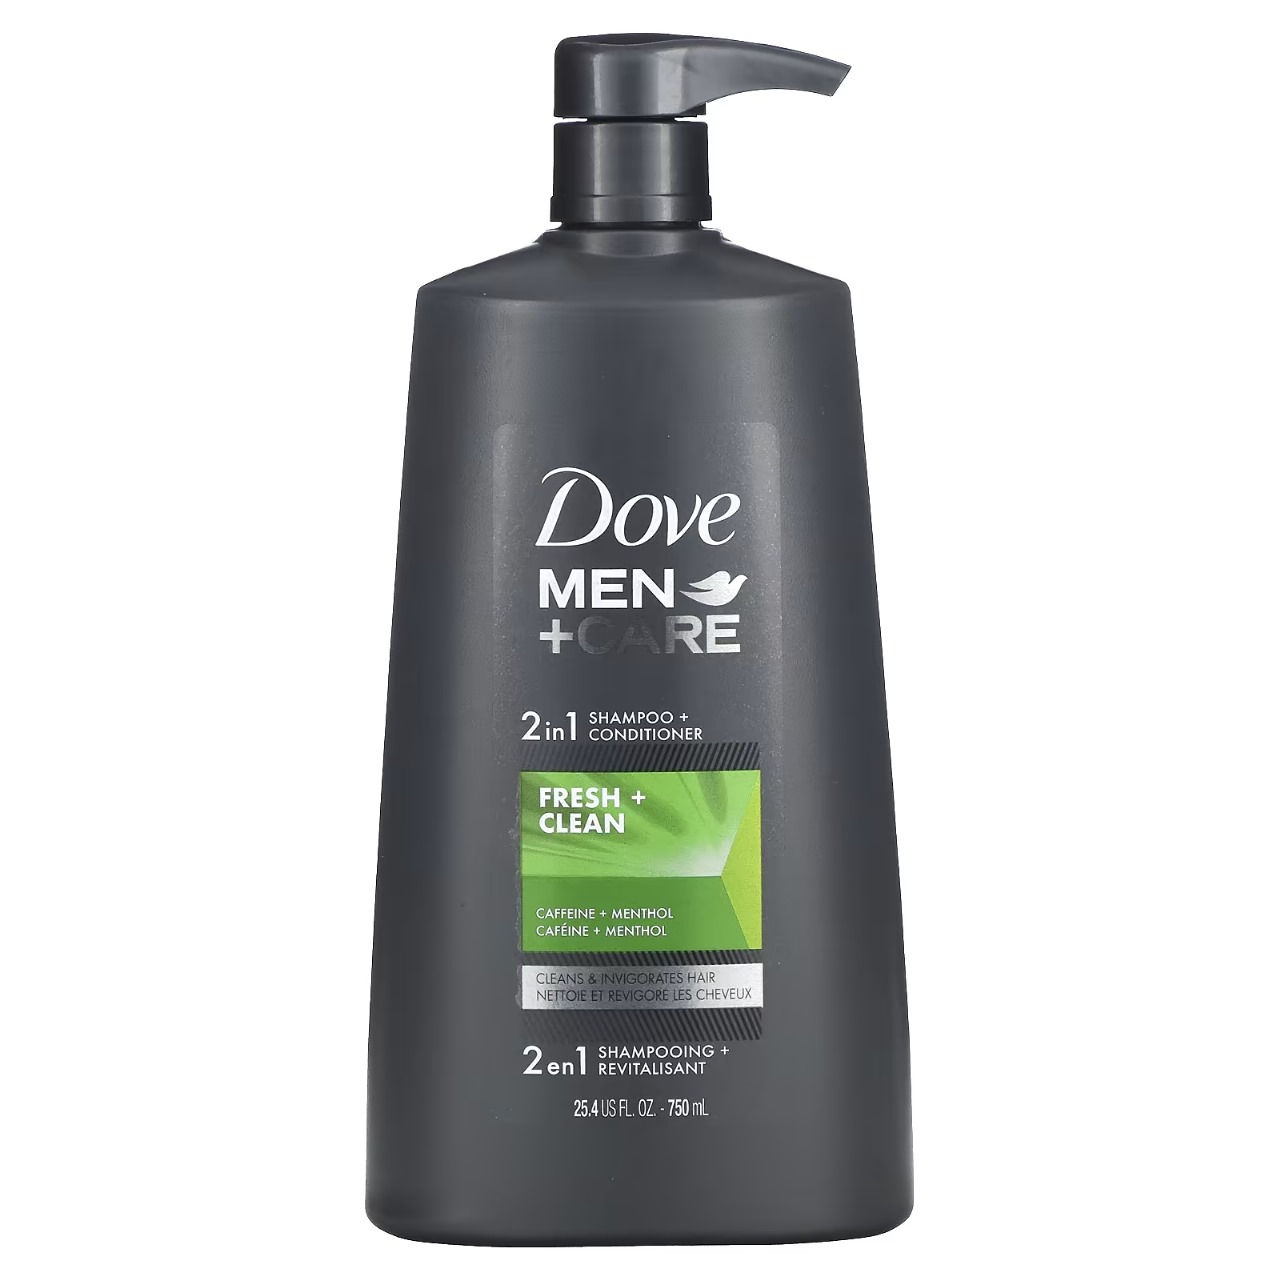 Dove
MEN
+CARE
2in1 SHAMPOO +
CONDITIONER
FRESH +
CLEAN
CAFFEINE + MENTHOL
CAFÉINE + MENTHOL
CLEANS & INVIGORATES HAIR
NETTOIE ET REVIGORE LES CHEVEUX
2en1 SHAMPOOING +
REVITALISANT
25.4 US FL. OZ. - 750 mL